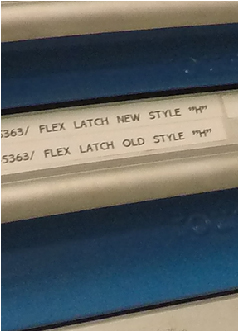 5363/ FLEX LATCH NEW STYLE "H"
5363/ FLEX LATCH OLD STYLE "H"